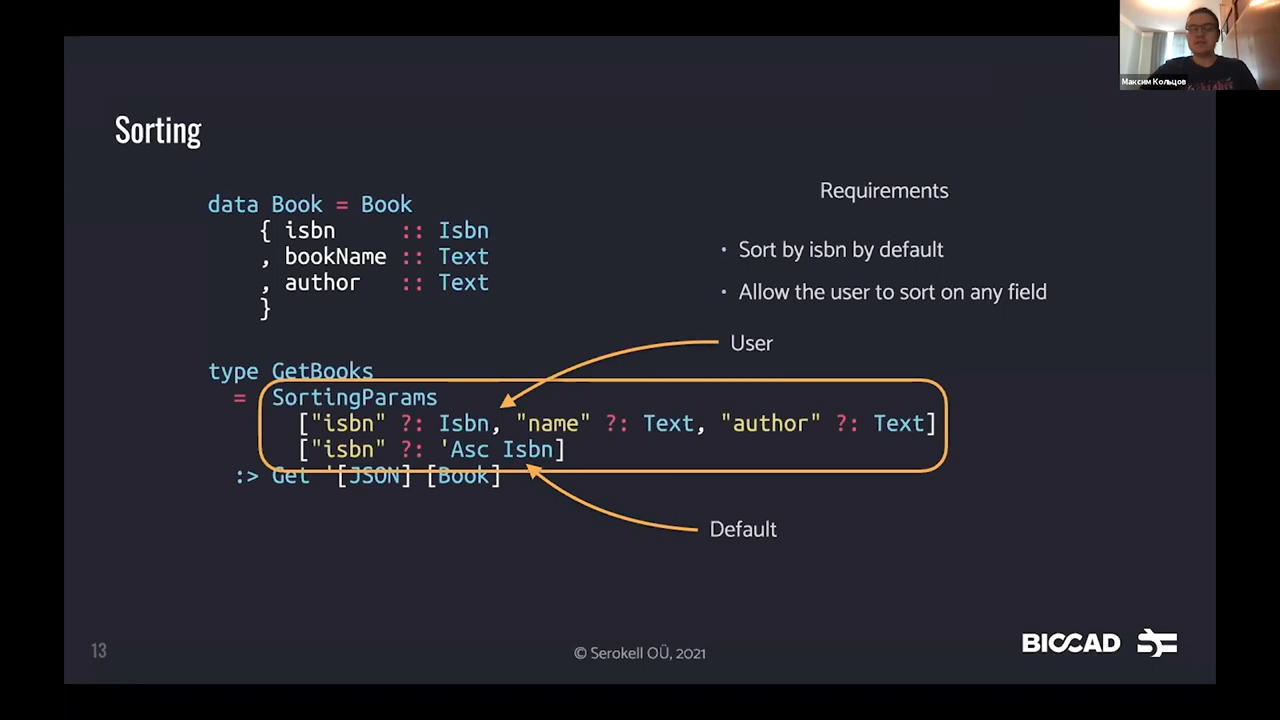 Максим Кольцов
Sorting
data Book = Book
{ isbn :: Isbn
, bookName :: Text
, author :: Text
}
Requirements
• Sort by isbn by default
• Allow the user to sort on any field
User
type GetBooks
= SortingParams
["isbn" ?: Isbn, "name" ?: Text, "author" ?: Text]
["isbn" ?: 'Asc Isbn]
:> Get '[JSON] [Book]
Default
13
© Serokell OÜ, 2021
BIOCAD